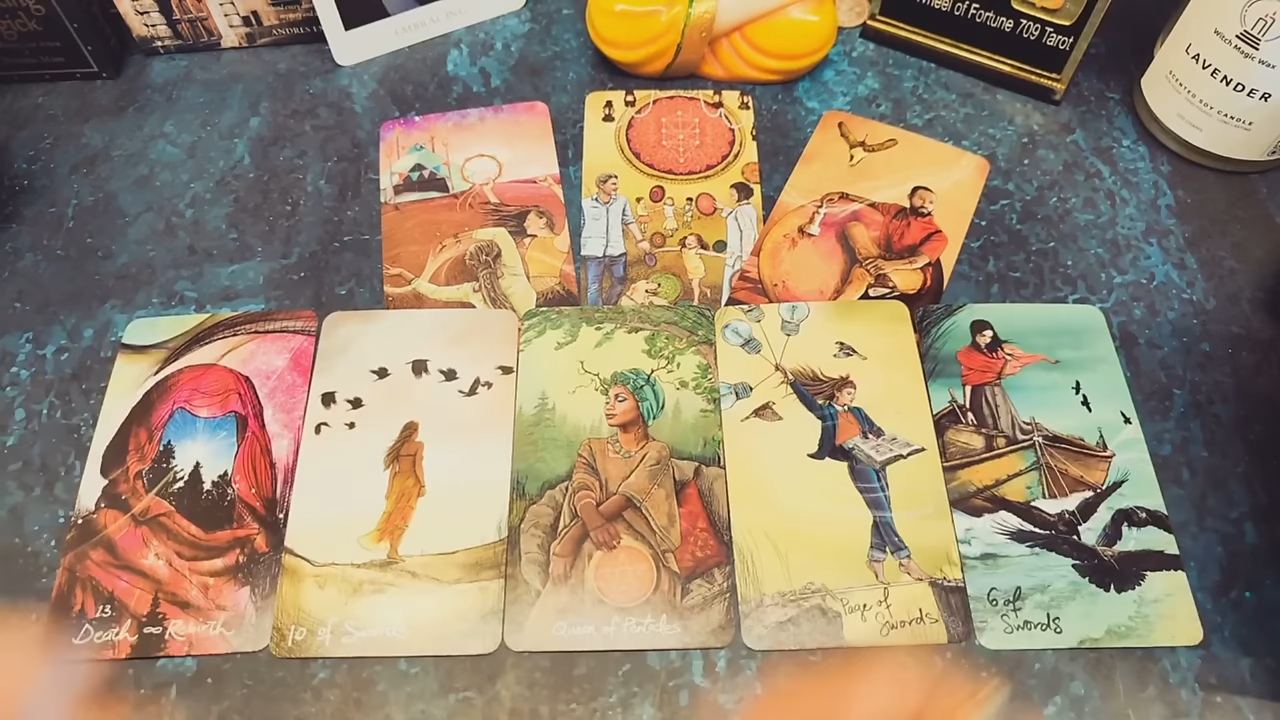 EMBRACING
ANDRES
Wheel of Fortune 709 Tarot
Witch Magic Wax
LAVENDER
SCENTED SOY CANDLE
13.
Death ∞ Rebirth
10 of Swords
Queen of Pentacles
Page of
Swords
6 of
Swords